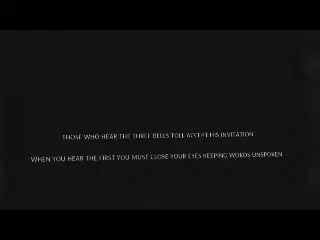 THOSE WHO HEAR THE THREE BELLS TOLL ACCEPT HIS INVITATION
WHEN YOU HEAR THE FIRST YOU MUST CLOSE YOUR EYES KEEPING WORDS UNSPOKEN